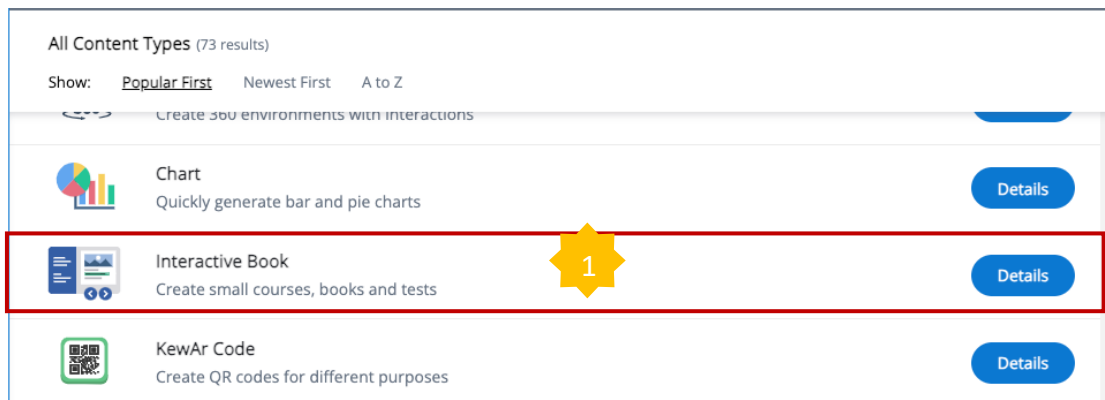 All Content Types (73 results)
Show: Popular First Newest First A to Z
Create 360 environments with interactions
Chart
Quickly generate bar and pie charts
Details
Interactive Book
Create small courses, books and tests
1
Details
KewAr Code
Create QR codes for different purposes
Details